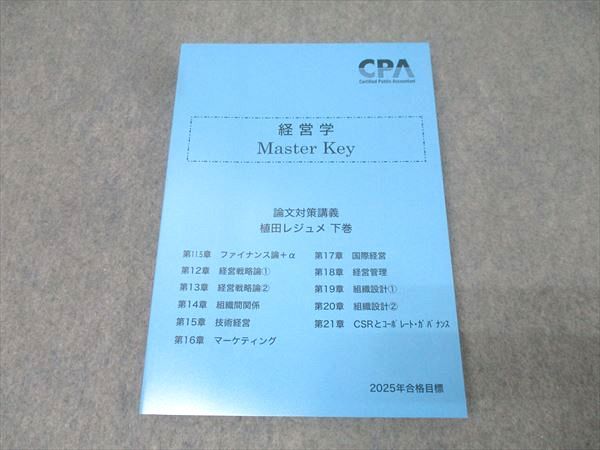 CPA
Certified Public Accountant
経営学
Master Key
論文対策講義
植田レジュメ 下巻
第11.5章 ファイナンス論+α
第12章 経営戦略論①
第13章 経営戦略論②
第14章 組織間関係
第15章 技術経営
第16章 マーケティング
第17章 国際経営
第18章 経営管理
第19章 組織設計①
第20章 組織設計②
第21章 CSRとコーポレート・ガバナンス
2025年合格目標